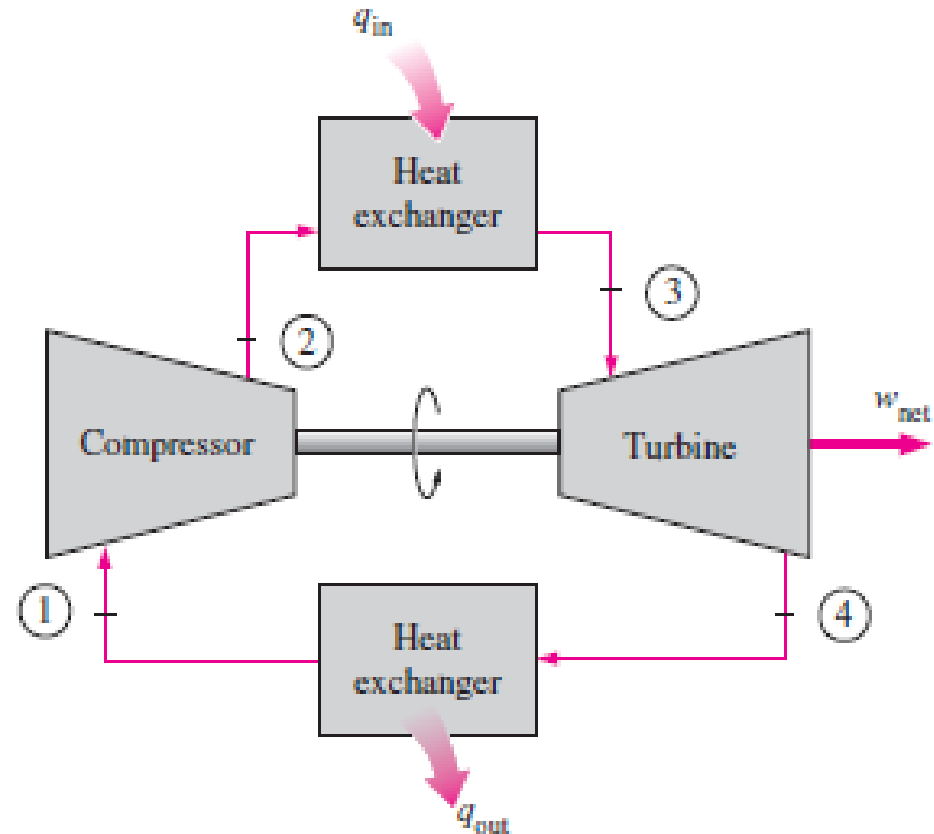 q_in
Heat
exchanger
3
2
w_net
Compressor
Turbine
1
4
Heat
exchanger
q_out